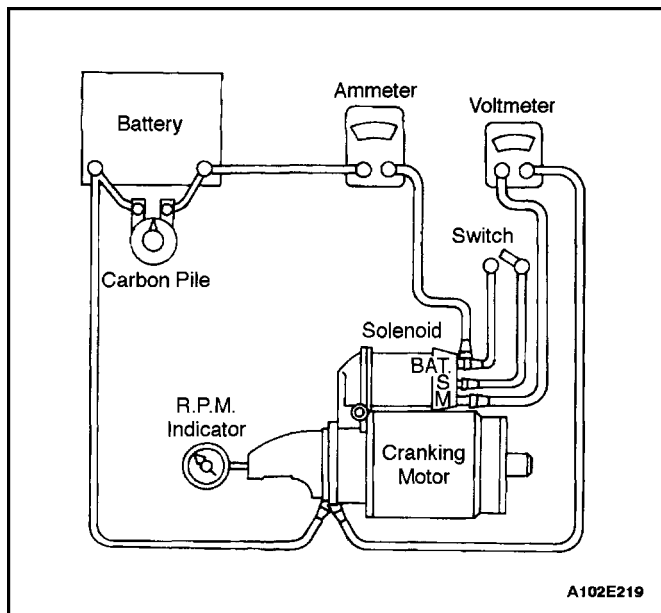 Ammeter
Voltmeter
Battery
Switch
Carbon Pile
Solenoid
BAT.
S
M
R.P.M.
Indicator
Cranking
Motor
A102E219